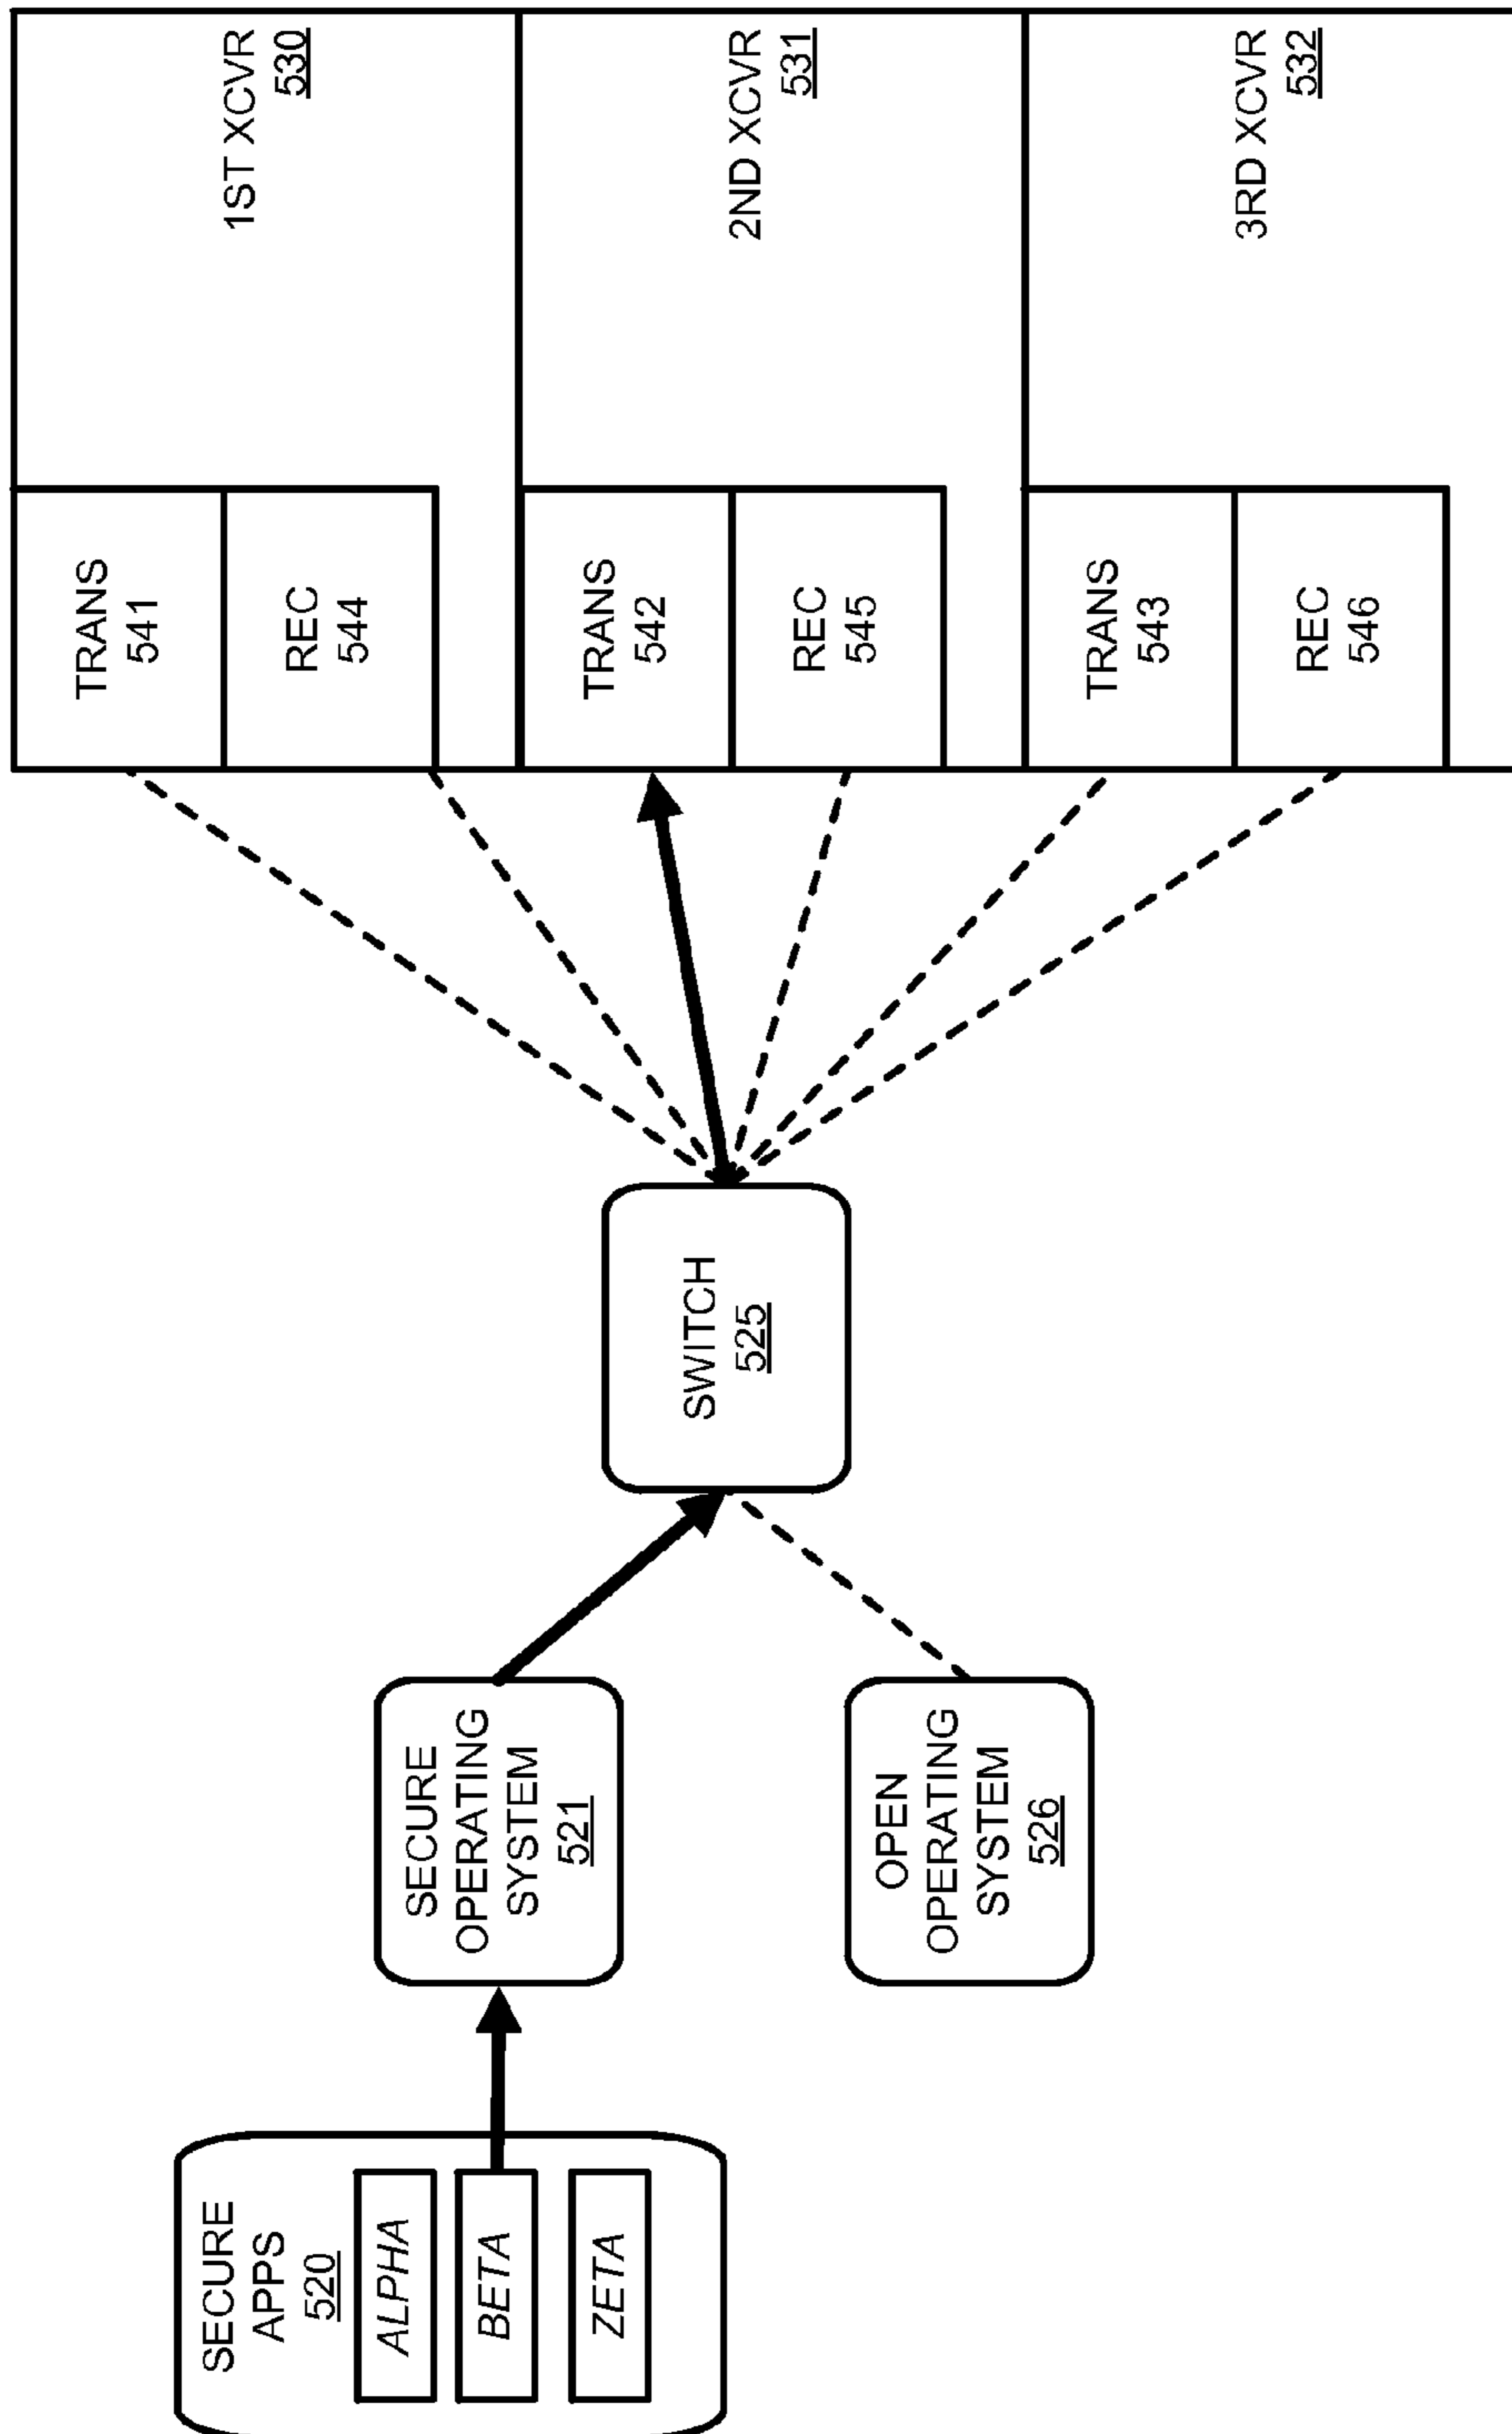 SECURE
APPS
520
ALPHA
BETA
ZETA
SECURE
OPERATING
SYSTEM
521
OPEN
OPERATING
SYSTEM
526
SWITCH
525
TRANS
541
REC
544
1ST XCVR
530
TRANS
542
REC
545
2ND XCVR
531
TRANS
543
REC
546
3RD XCVR
532